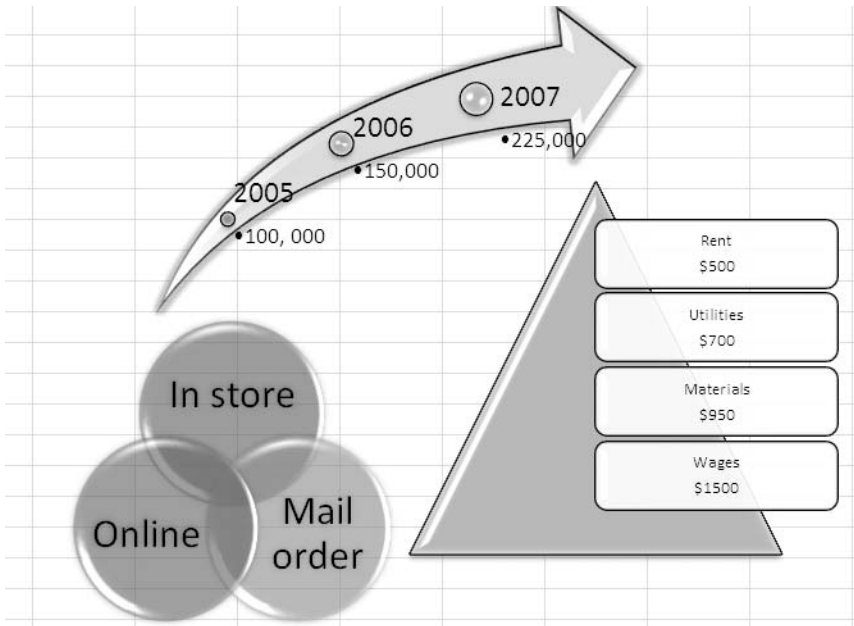 2007
•225,000
2006
•150,000
2005
•100, 000
Rent
$500
Utilities
$700
Materials
$950
Wages
$1500
In store
Online
Mail
order